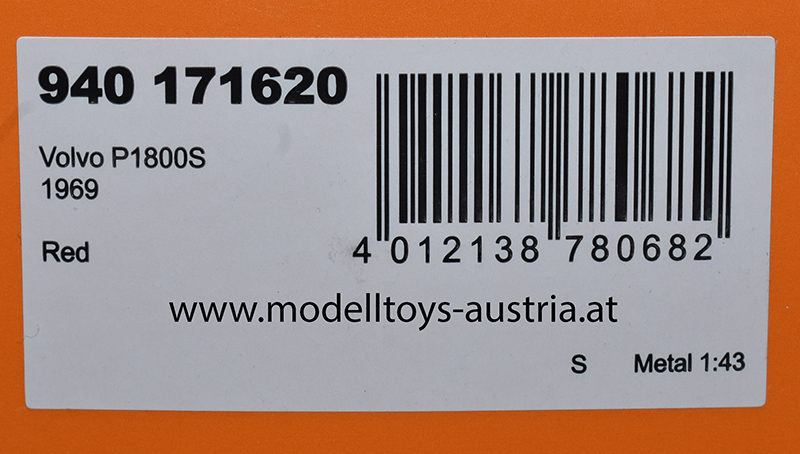 940 171620
Volvo P1800S
1969
Red
4 012138 780682
www.modelltoys-austria.at
S Metal 1:43